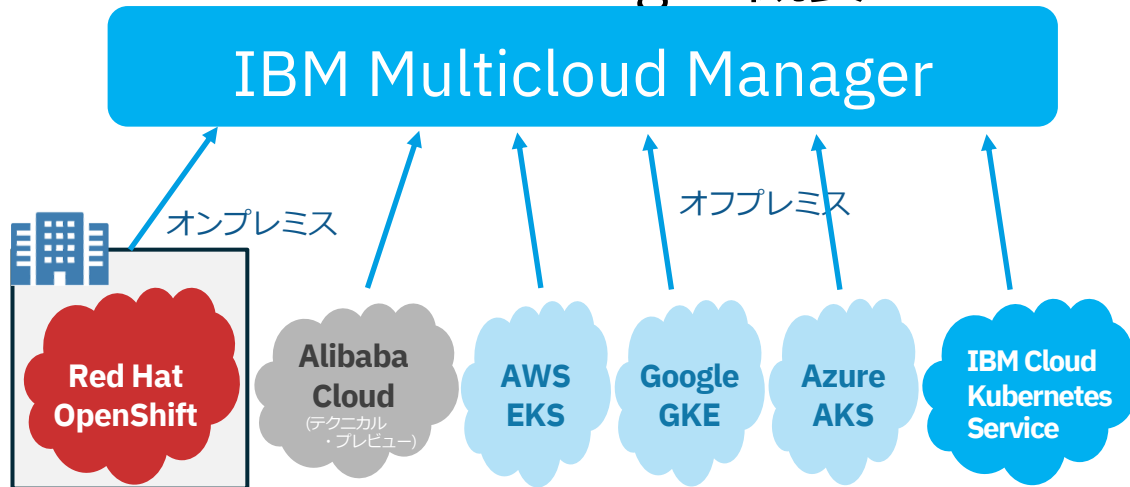 IBM Multicloud Manager
オンプレミス
オフプレミス
Red Hat
OpenShift
Alibaba
Cloud
(テクニカル
・プレビュー)
AWS
EKS
Google
GKE
Azure
AKS
IBM Cloud
Kubernetes
Service